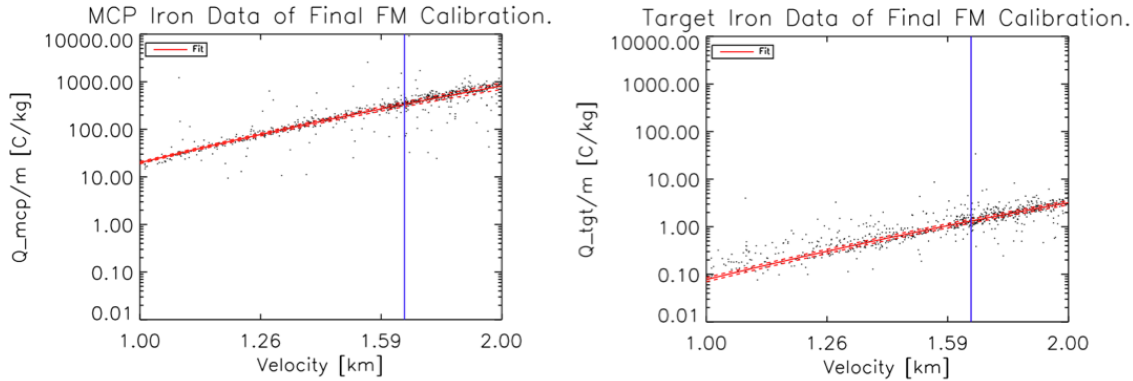 MCP Iron Data of Final FM Calibration.
Fit
10000.00
1000.00
100.00
10.00
1.00
0.10
0.01
Q_mcp/m [C/kg]
1.00 1.26 1.59 2.00
Velocity [km]
Target Iron Data of Final FM Calibration.
Fit
10000.00
1000.00
100.00
10.00
1.00
0.10
0.01
Q_tgt/m [C/kg]
1.00 1.26 1.59 2.00
Velocity [km]